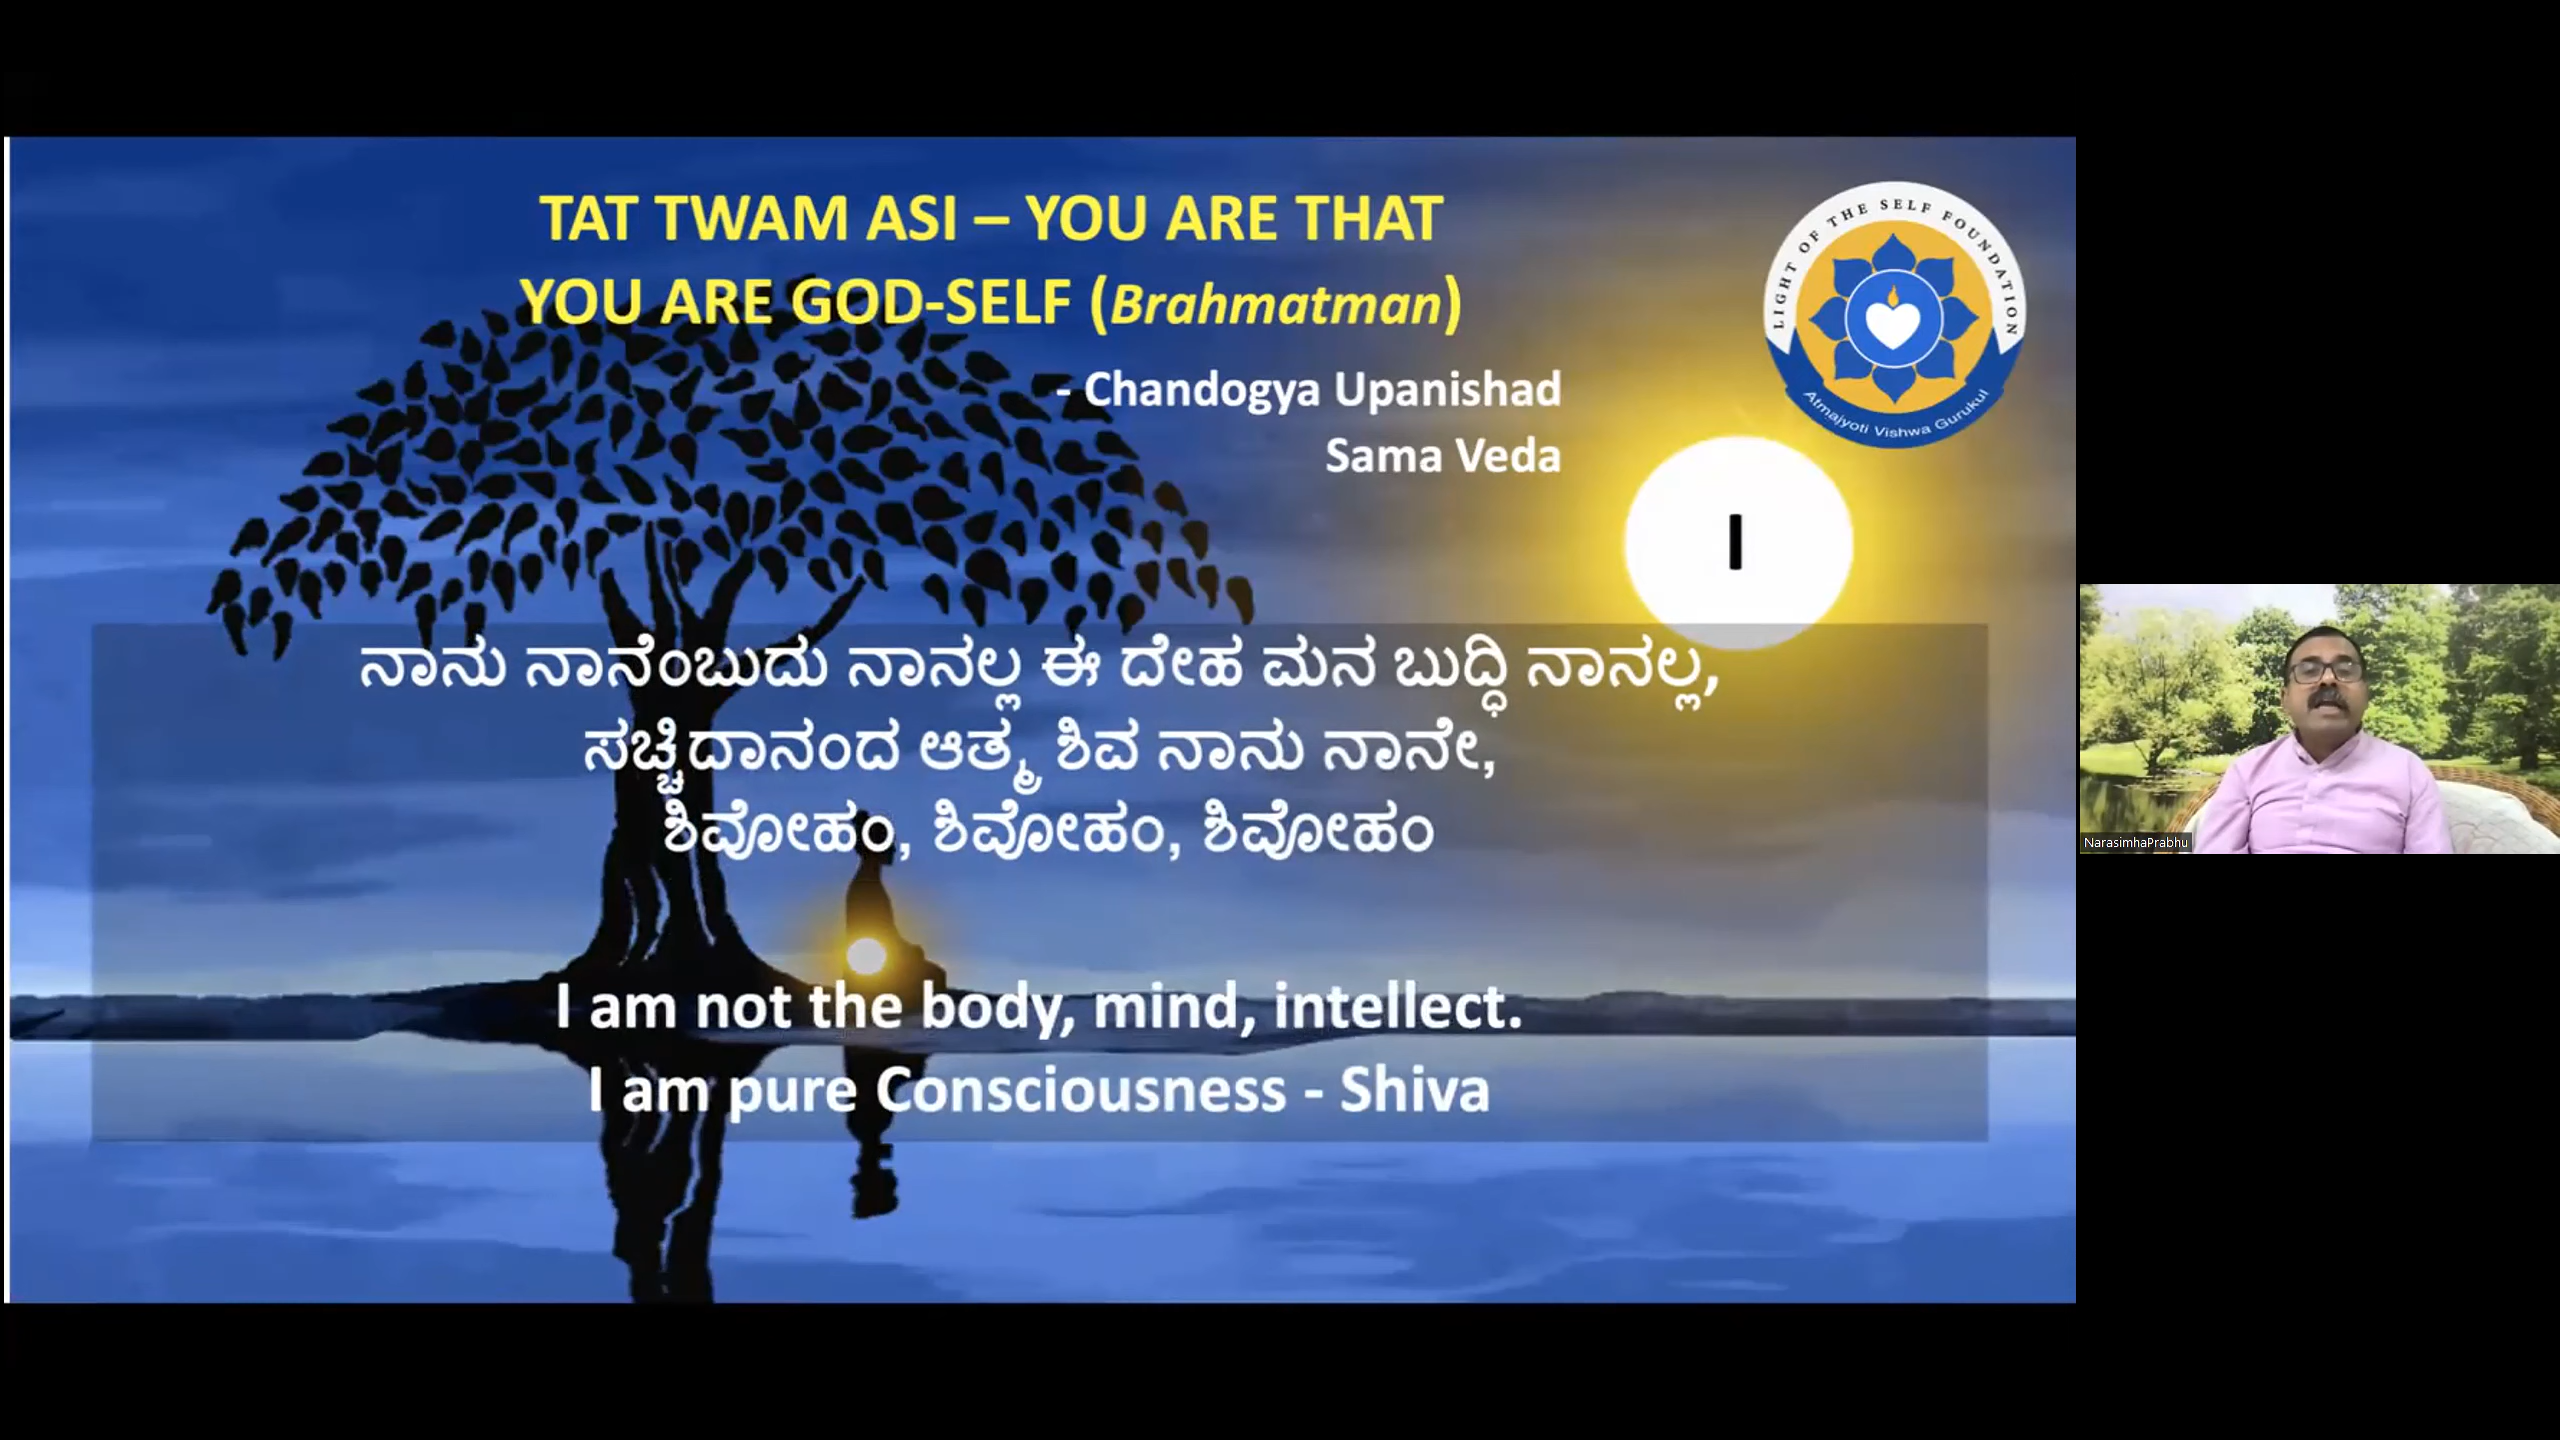 TAT TWAM ASI – YOU ARE THAT
YOU ARE GOD-SELF (Brahmatman)
- Chandogya Upanishad
Sama Veda
LIGHT OF THE SELF FOUNDATION
Atmajyoti Vishwa Gurukul
I
ನಾನು ನಾನೆಂಬುದು ನಾನಲ್ಲ ಈ ದೇಹ ಮನ ಬುದ್ಧಿ ನಾನಲ್ಲ,
ಸಚ್ಚಿದಾನಂದ ಆತ್ಮ ಶಿವ ನಾನು ನಾನೇ,
ಶಿವೋಹಂ, ಶಿವೋಹಂ, ಶಿವೋಹಂ
I am not the body, mind, intellect.
I am pure Consciousness - Shiva
NarasimhaPrabhu